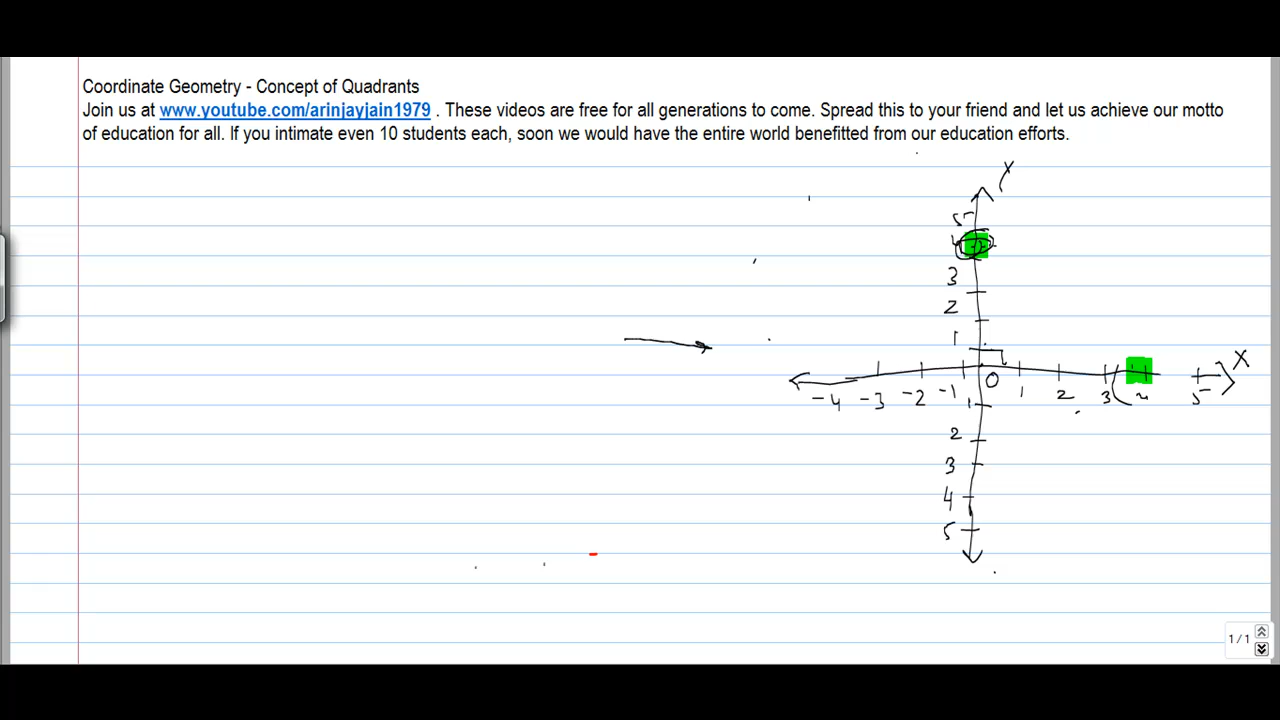 Coordinate Geometry - Concept of Quadrants
Join us at www.youtube.com/arinjayjain1979 . These videos are free for all generations to come. Spread this to your friend and let us achieve our motto
of education for all. If you intimate even 10 students each, soon we would have the entire world benefitted from our education efforts.
5
3
2
1
X
0
-4 -3 -2 -1 1 2 3 5
1
2
3
4
5
1 / 1